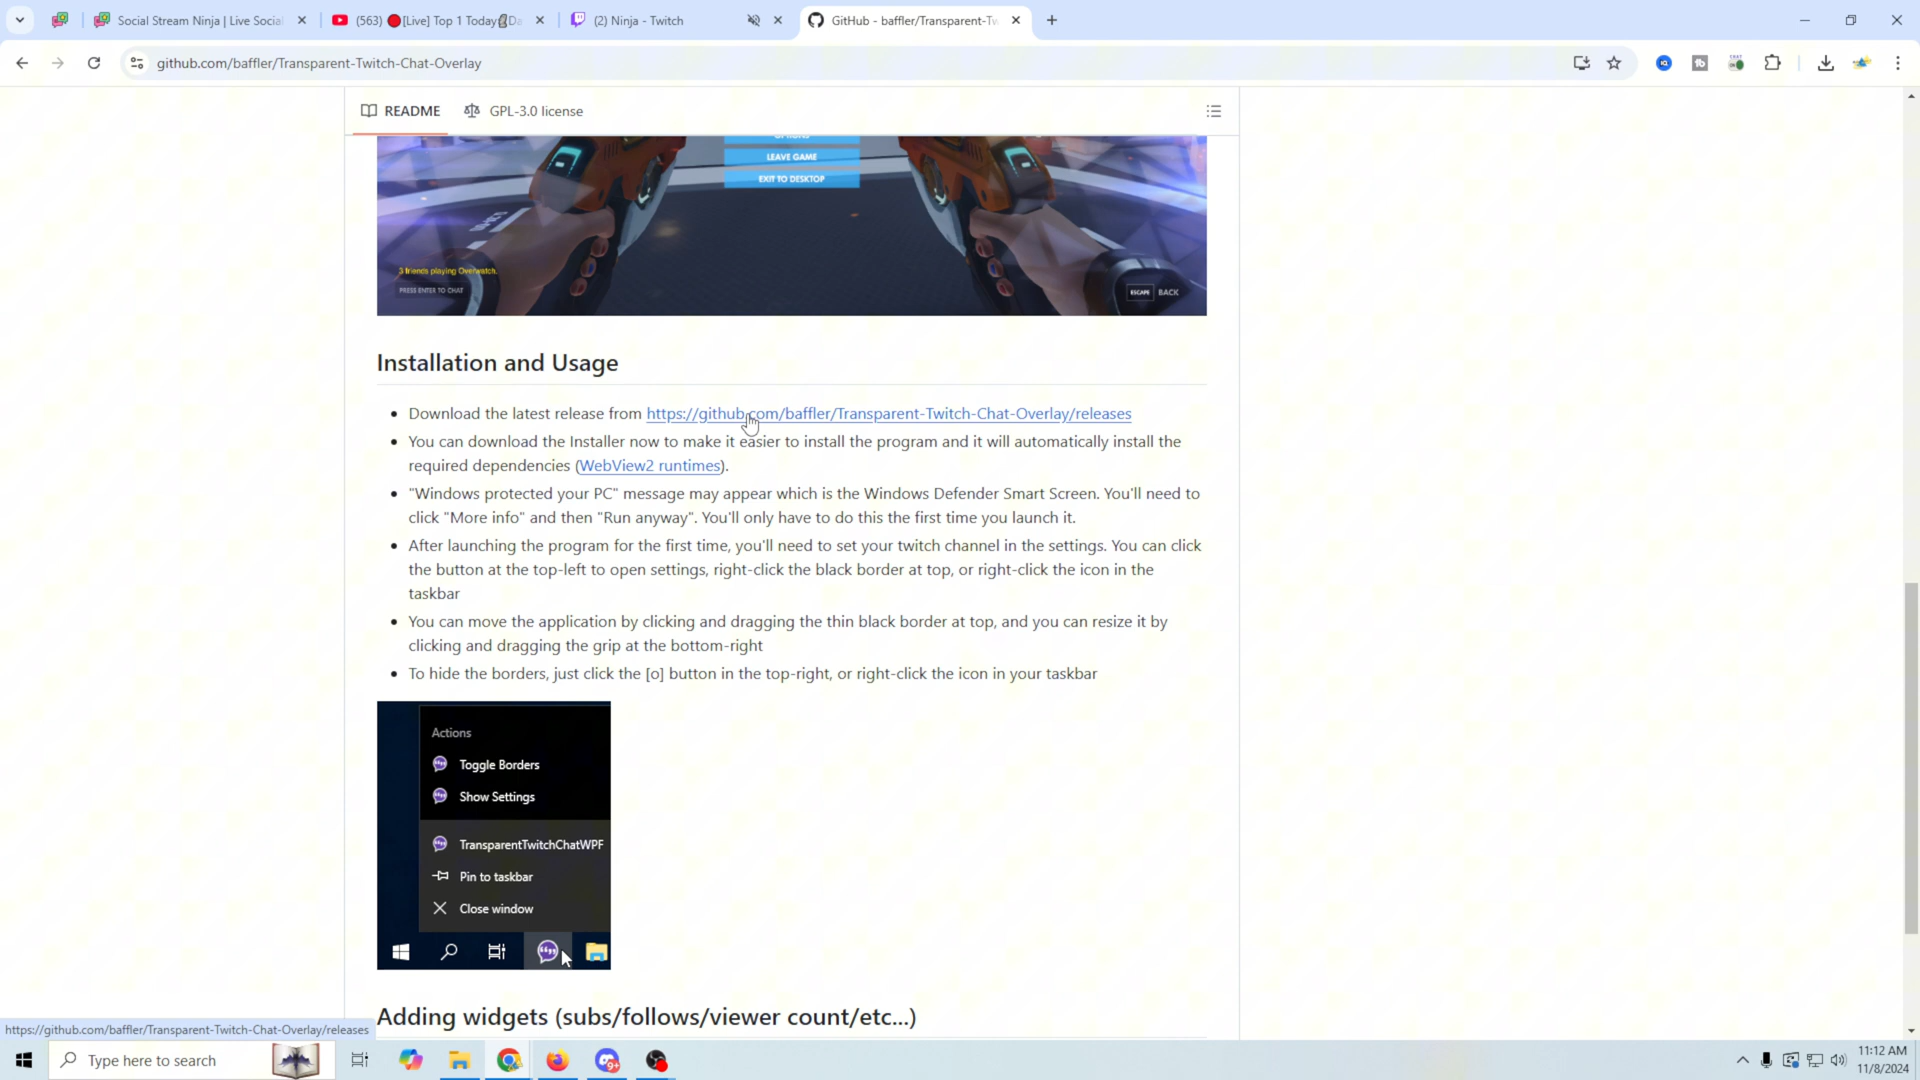 Social Stream Ninja | Live Social
(563) 🔴[Live] Top 1 Today🗿Da
(2) Ninja - Twitch
GitHub - baffler/Transparent-Tw
github.com/baffler/Transparent-Twitch-Chat-Overlay
README
GPL-3.0 license
LEAVE GAME
EXIT TO DESKTOP
3 friends playing Overwatch.
PRESS ENTER TO CHAT
ESCAPE BACK
Installation and Usage
• Download the latest release from https://github.com/baffler/Transparent-Twitch-Chat-Overlay/releases
• You can download the Installer now to make it easier to install the program and it will automatically install the
required dependencies (WebView2 runtimes).
• "Windows protected your PC" message may appear which is the Windows Defender Smart Screen. You'll need to
click "More info" and then "Run anyway". You'll only have to do this the first time you launch it.
• After launching the program for the first time, you'll need to set your twitch channel in the settings. You can click
the button at the top-left to open settings, right-click the black border at top, or right-click the icon in the
taskbar
• You can move the application by clicking and dragging the thin black border at top, and you can resize it by
clicking and dragging the grip at the bottom-right
• To hide the borders, just click the [o] button in the top-right, or right-click the icon in your taskbar
Actions
Toggle Borders
Show Settings
TransparentTwitchChatWPF
Pin to taskbar
Close window
Adding widgets (subs/follows/viewer count/etc...)
https://github.com/baffler/Transparent-Twitch-Chat-Overlay/releases
Type here to search
11:12 AM
11/8/2024